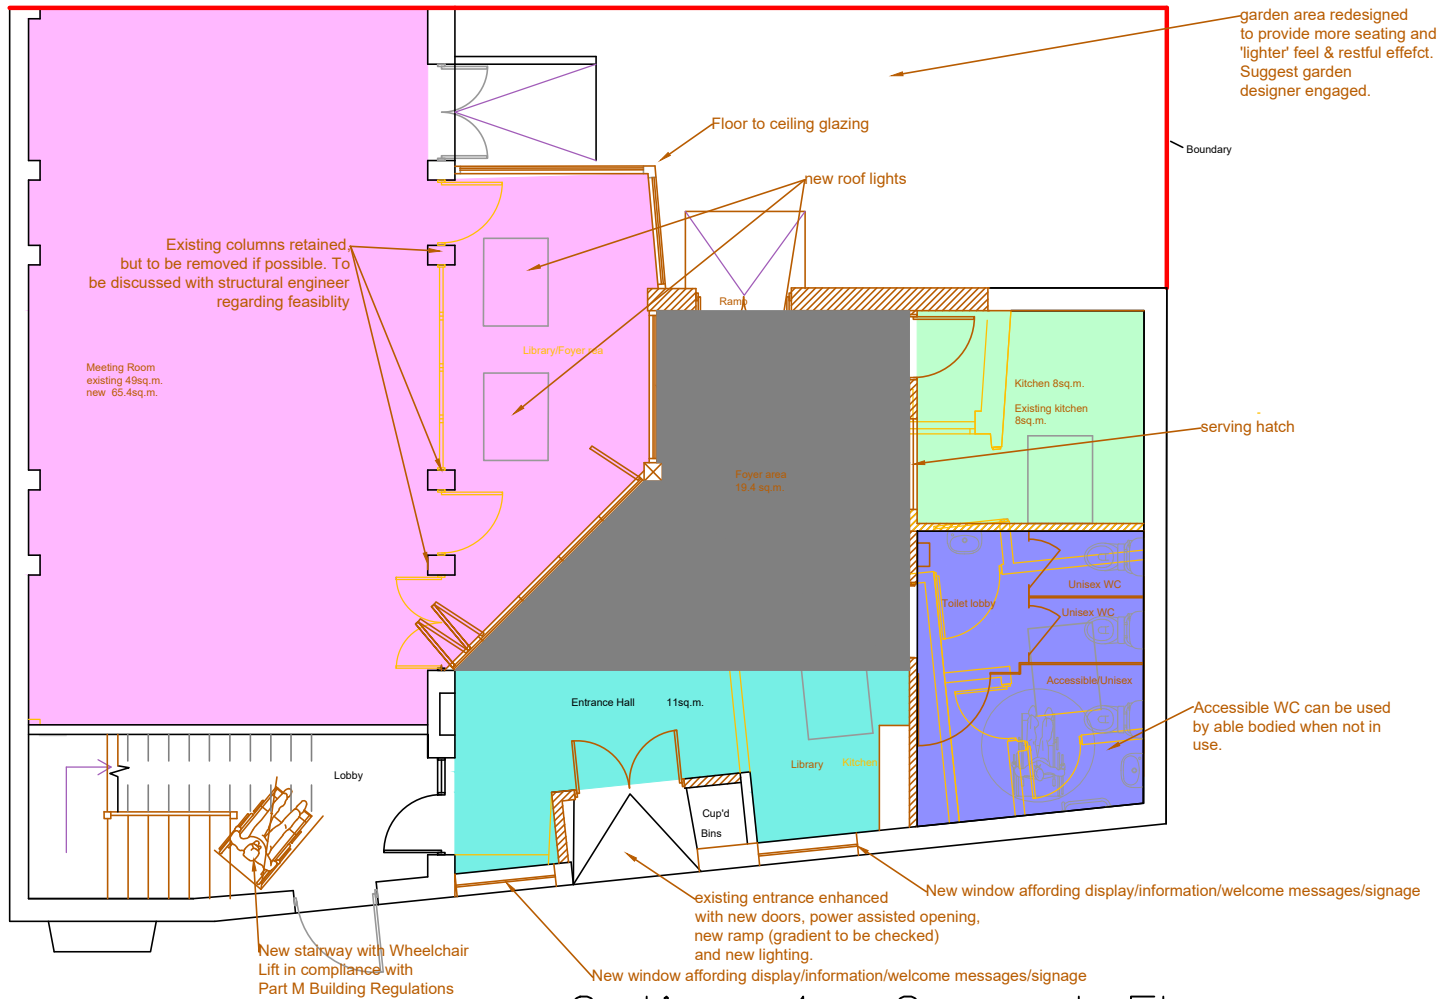 garden area redesigned
to provide more seating and
'lighter' feel & restful effefct.
Suggest garden
designer engaged.
Boundary
Floor to ceiling glazing
new roof lights
Existing columns retained,
but to be removed if possible. To
be discussed with structural engineer
regarding feasiblity
Ramp
Library/Foyer
Meeting Room
existing 49sq.m.
new 65.4sq.m.
Kitchen 8sq.m.
Existing kitchen
8sq.m.
serving hatch
Foyer area
19.4 sq.m.
Unisex WC
Toilet lobby
Unisex WC
Accessible/Unisex
Accessible WC can be used
by able bodied when not in
use.
Entrance Hall 11sq.m.
Library
Kitchen
Lobby
Cup'd
Bins
existing entrance enhanced
with new doors, power assisted opening,
new ramp (gradient to be checked)
and new lighting.
New window affording display/information/welcome messages/signage
New stairway with Wheelchair
Lift in compliance with
Part M Building Regulations
New window affording display/information/welcome messages/signage